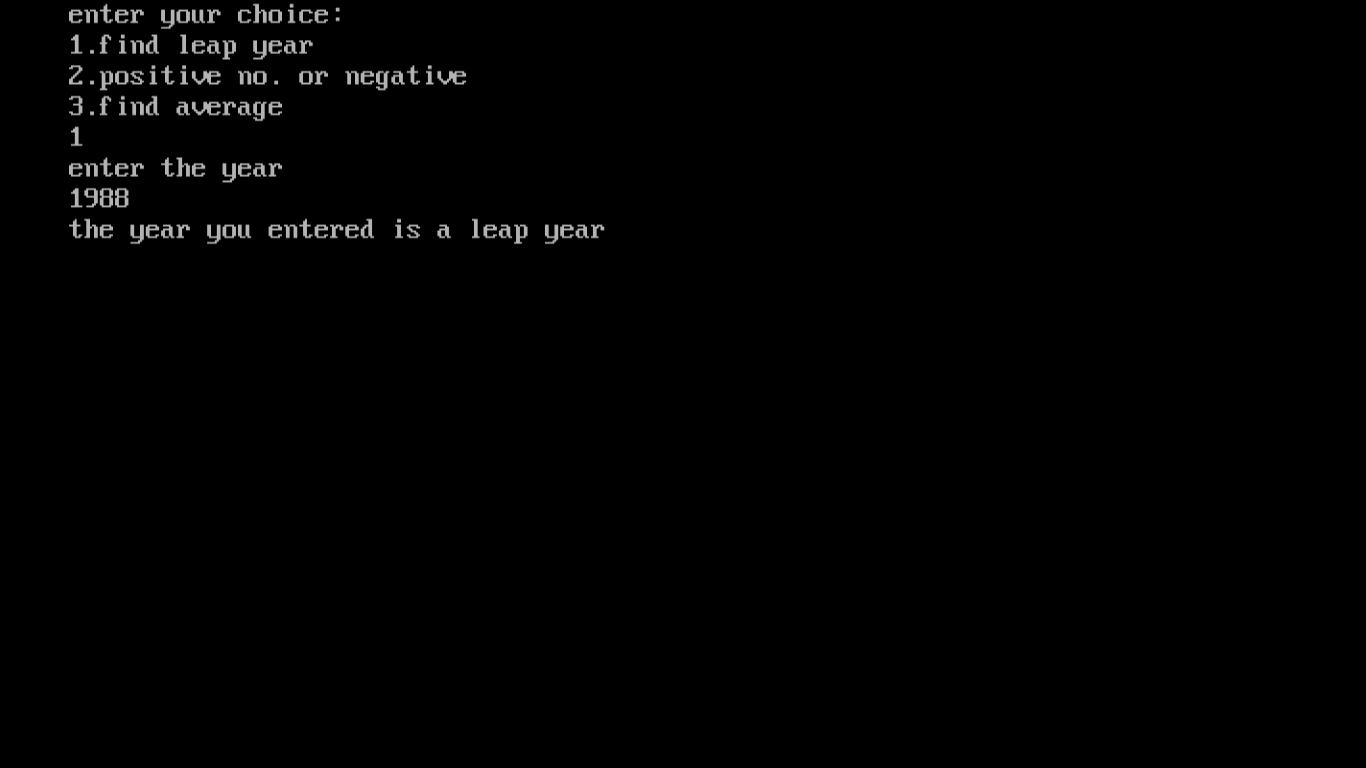 enter your choice:
1.find leap year
2.positive no. or negative
3.find average
1
enter the year
1988
the year you entered is a leap year